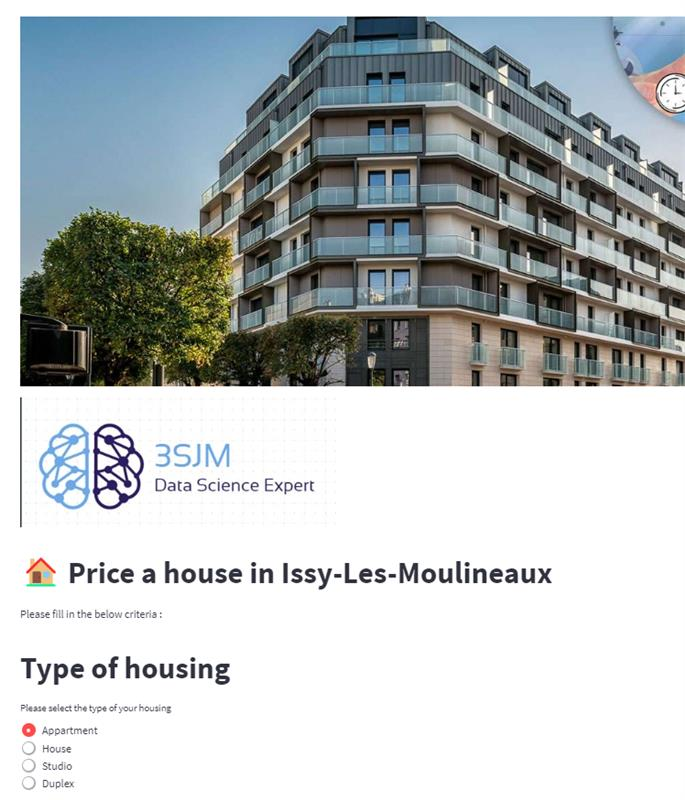 3SJM
Data Science Expert
Price a house in Issy-Les-Moulineaux
Please fill in the below criteria :
Type of housing
Please select the type of your housing
Appartment
House
Studio
Duplex